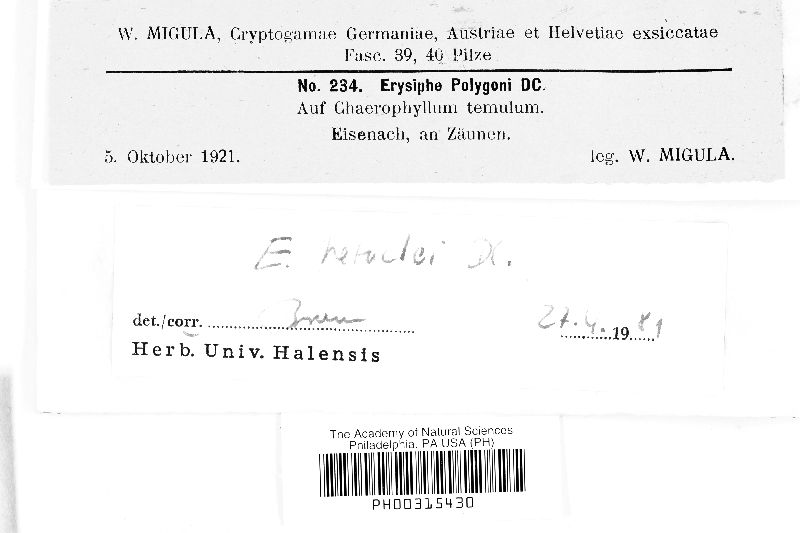 W. MIGULA, Cryptogamae Germaniae, Austriae et Helvetiae exsiccatae
Fasc. 39, 40 Pilze
No. 234. Erysiphe Polygoni DC.
Auf Chaerophyllum temulum.
Eisenach, an Zäunen.
5. Oktober 1921. leg. W. MIGULA.
E. heraclei DC.
det./corr. Braun 27.4. 1981
Herb. Univ. Halensis
The Academy of Natural Sciences
Philadelphia, PA USA (PH)
PH00315430